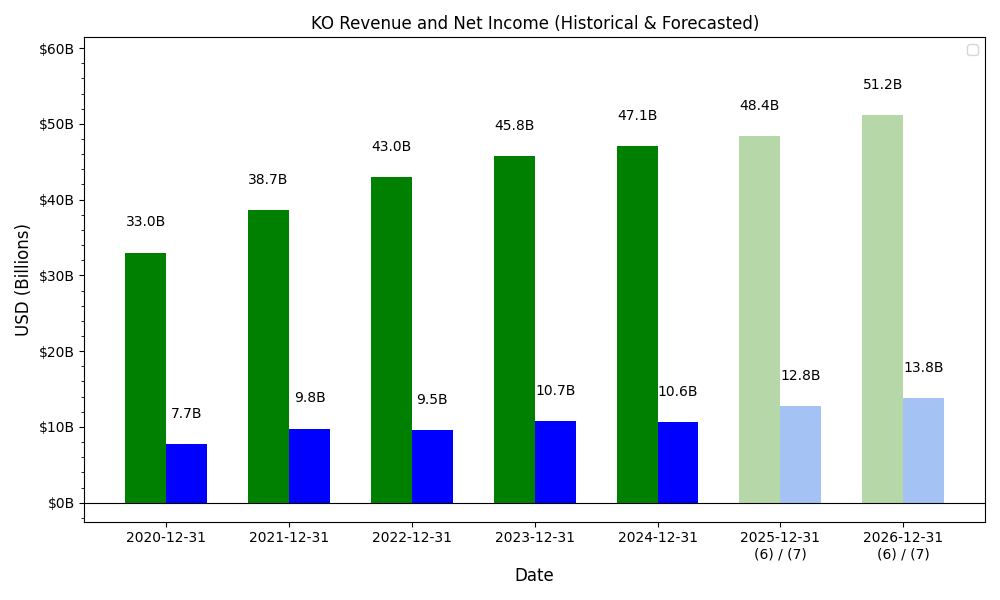 KO Revenue and Net Income (Historical & Forecasted)
$60B
$50B
$40B
$30B
$20B
$10B
$0B
USD (Billions)
33.0B
7.7B
38.7B
9.8B
43.0B
9.5B
45.8B
10.7B
47.1B
10.6B
48.4B
12.8B
51.2B
13.8B
2020-12-31
2021-12-31
2022-12-31
2023-12-31
2024-12-31
2025-12-31
(6) / (7)
2026-12-31
(6) / (7)
Date